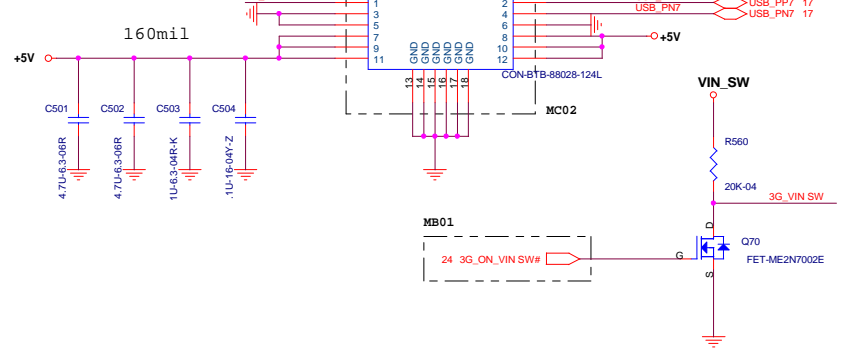 1 2 USB_PP7 17
3 4 USB_PN7 USB_PN7 17
5 6
160mil
7 8 +5V
+5V 9 10
11 12
GND GND GND GND GND GND
13 14 15 16 17 18
CON-BTB-88028-124L
MC02
VIN_SW
C501 C502 C503 C504
4.7U-6.3-06R 4.7U-6.3-06R 1U-6.3-04R-K .1U-16-04Y-Z
R560
20K-04
3G_VIN SW
MB01
D
Q70
G
FET-ME2N7002E
24 3G_ON_VIN SW#
S